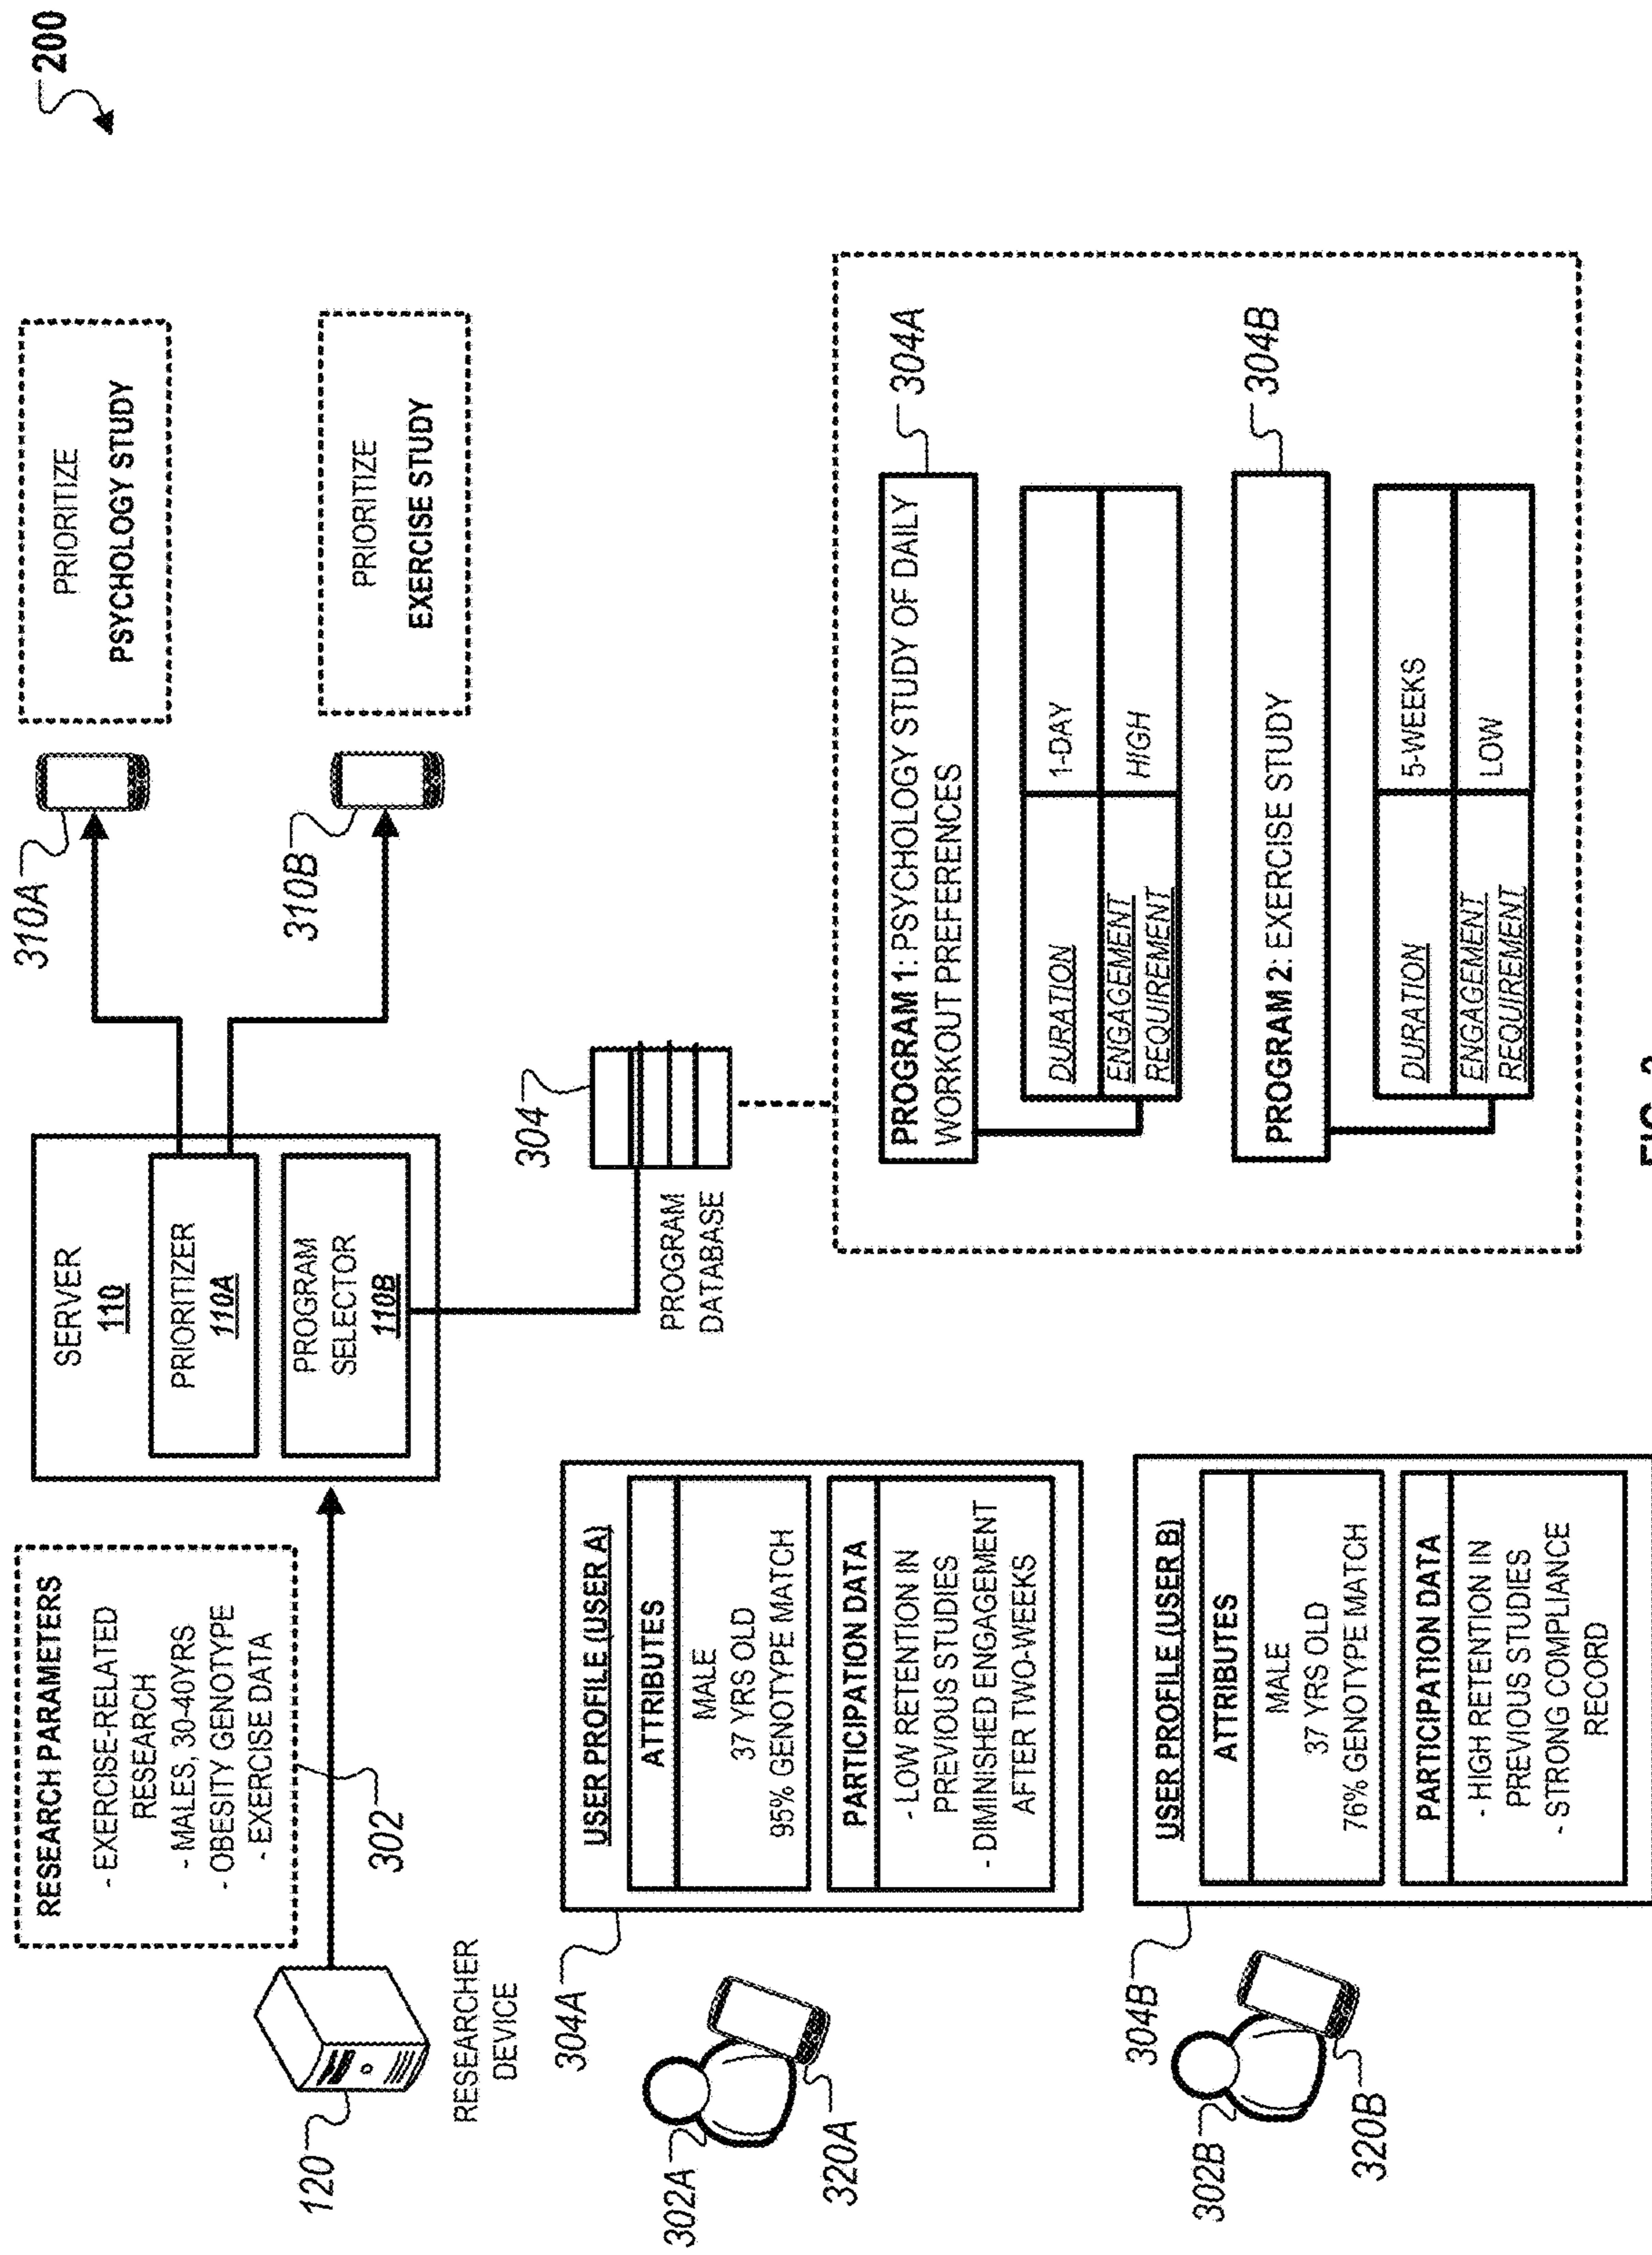 200
RESEARCH PARAMETERS
- EXERCISE-RELATED
RESEARCH
- MALES, 30-40YRS
- OBESITY GENOTYPE
- EXERCISE DATA
302
120
RESEARCHER
DEVICE
SERVER
110
PRIORITIZER
110A
PROGRAM
SELECTOR
110B
310A
PRIORITIZE
PSYCHOLOGY STUDY
310B
PRIORITIZE
EXERCISE STUDY
304
PROGRAM
DATABASE
302A
320A
304A
USER PROFILE (USER A)
ATTRIBUTES
MALE
37 YRS OLD
95% GENOTYPE MATCH
PARTICIPATION DATA
- LOW RETENTION IN
PREVIOUS STUDIES
- DIMINISHED ENGAGEMENT
AFTER TWO-WEEKS
302B
320B
304B
USER PROFILE (USER B)
ATTRIBUTES
MALE
37 YRS OLD
76% GENOTYPE MATCH
PARTICIPATION DATA
- HIGH RETENTION IN
PREVIOUS STUDIES
- STRONG COMPLIANCE
RECORD
304A
PROGRAM 1: PSYCHOLOGY STUDY OF DAILY
WORKOUT PREFERENCES
DURATION 1-DAY
ENGAGEMENT REQUIREMENT HIGH
304B
PROGRAM 2: EXERCISE STUDY
DURATION 5-WEEKS
ENGAGEMENT REQUIREMENT LOW
FIG.